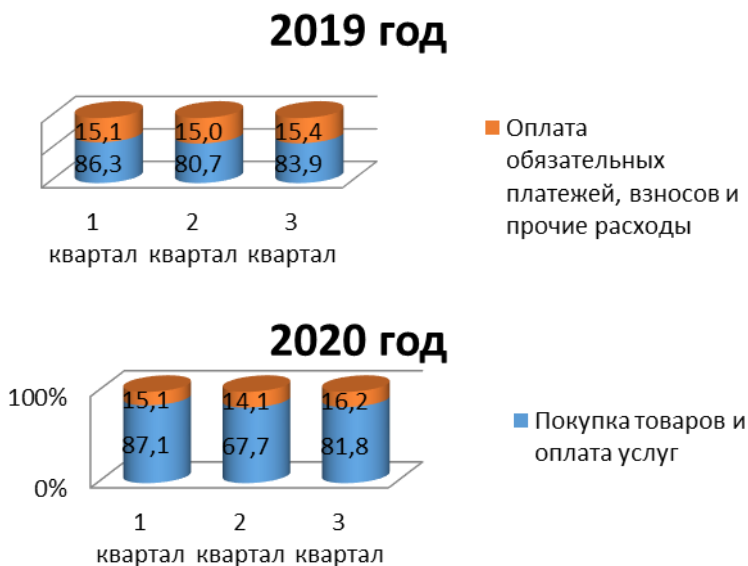 2019 год
15,1 15,0 15,4
86,3 80,7 83,9
1 2 3
квартал квартал квартал
Оплата
обязательных
платежей, взносов и
прочие расходы
2020 год
100%
15,1 14,1 16,2
87,1 67,7 81,8
0%
1 2 3
квартал квартал квартал
Покупка товаров и
оплата услуг